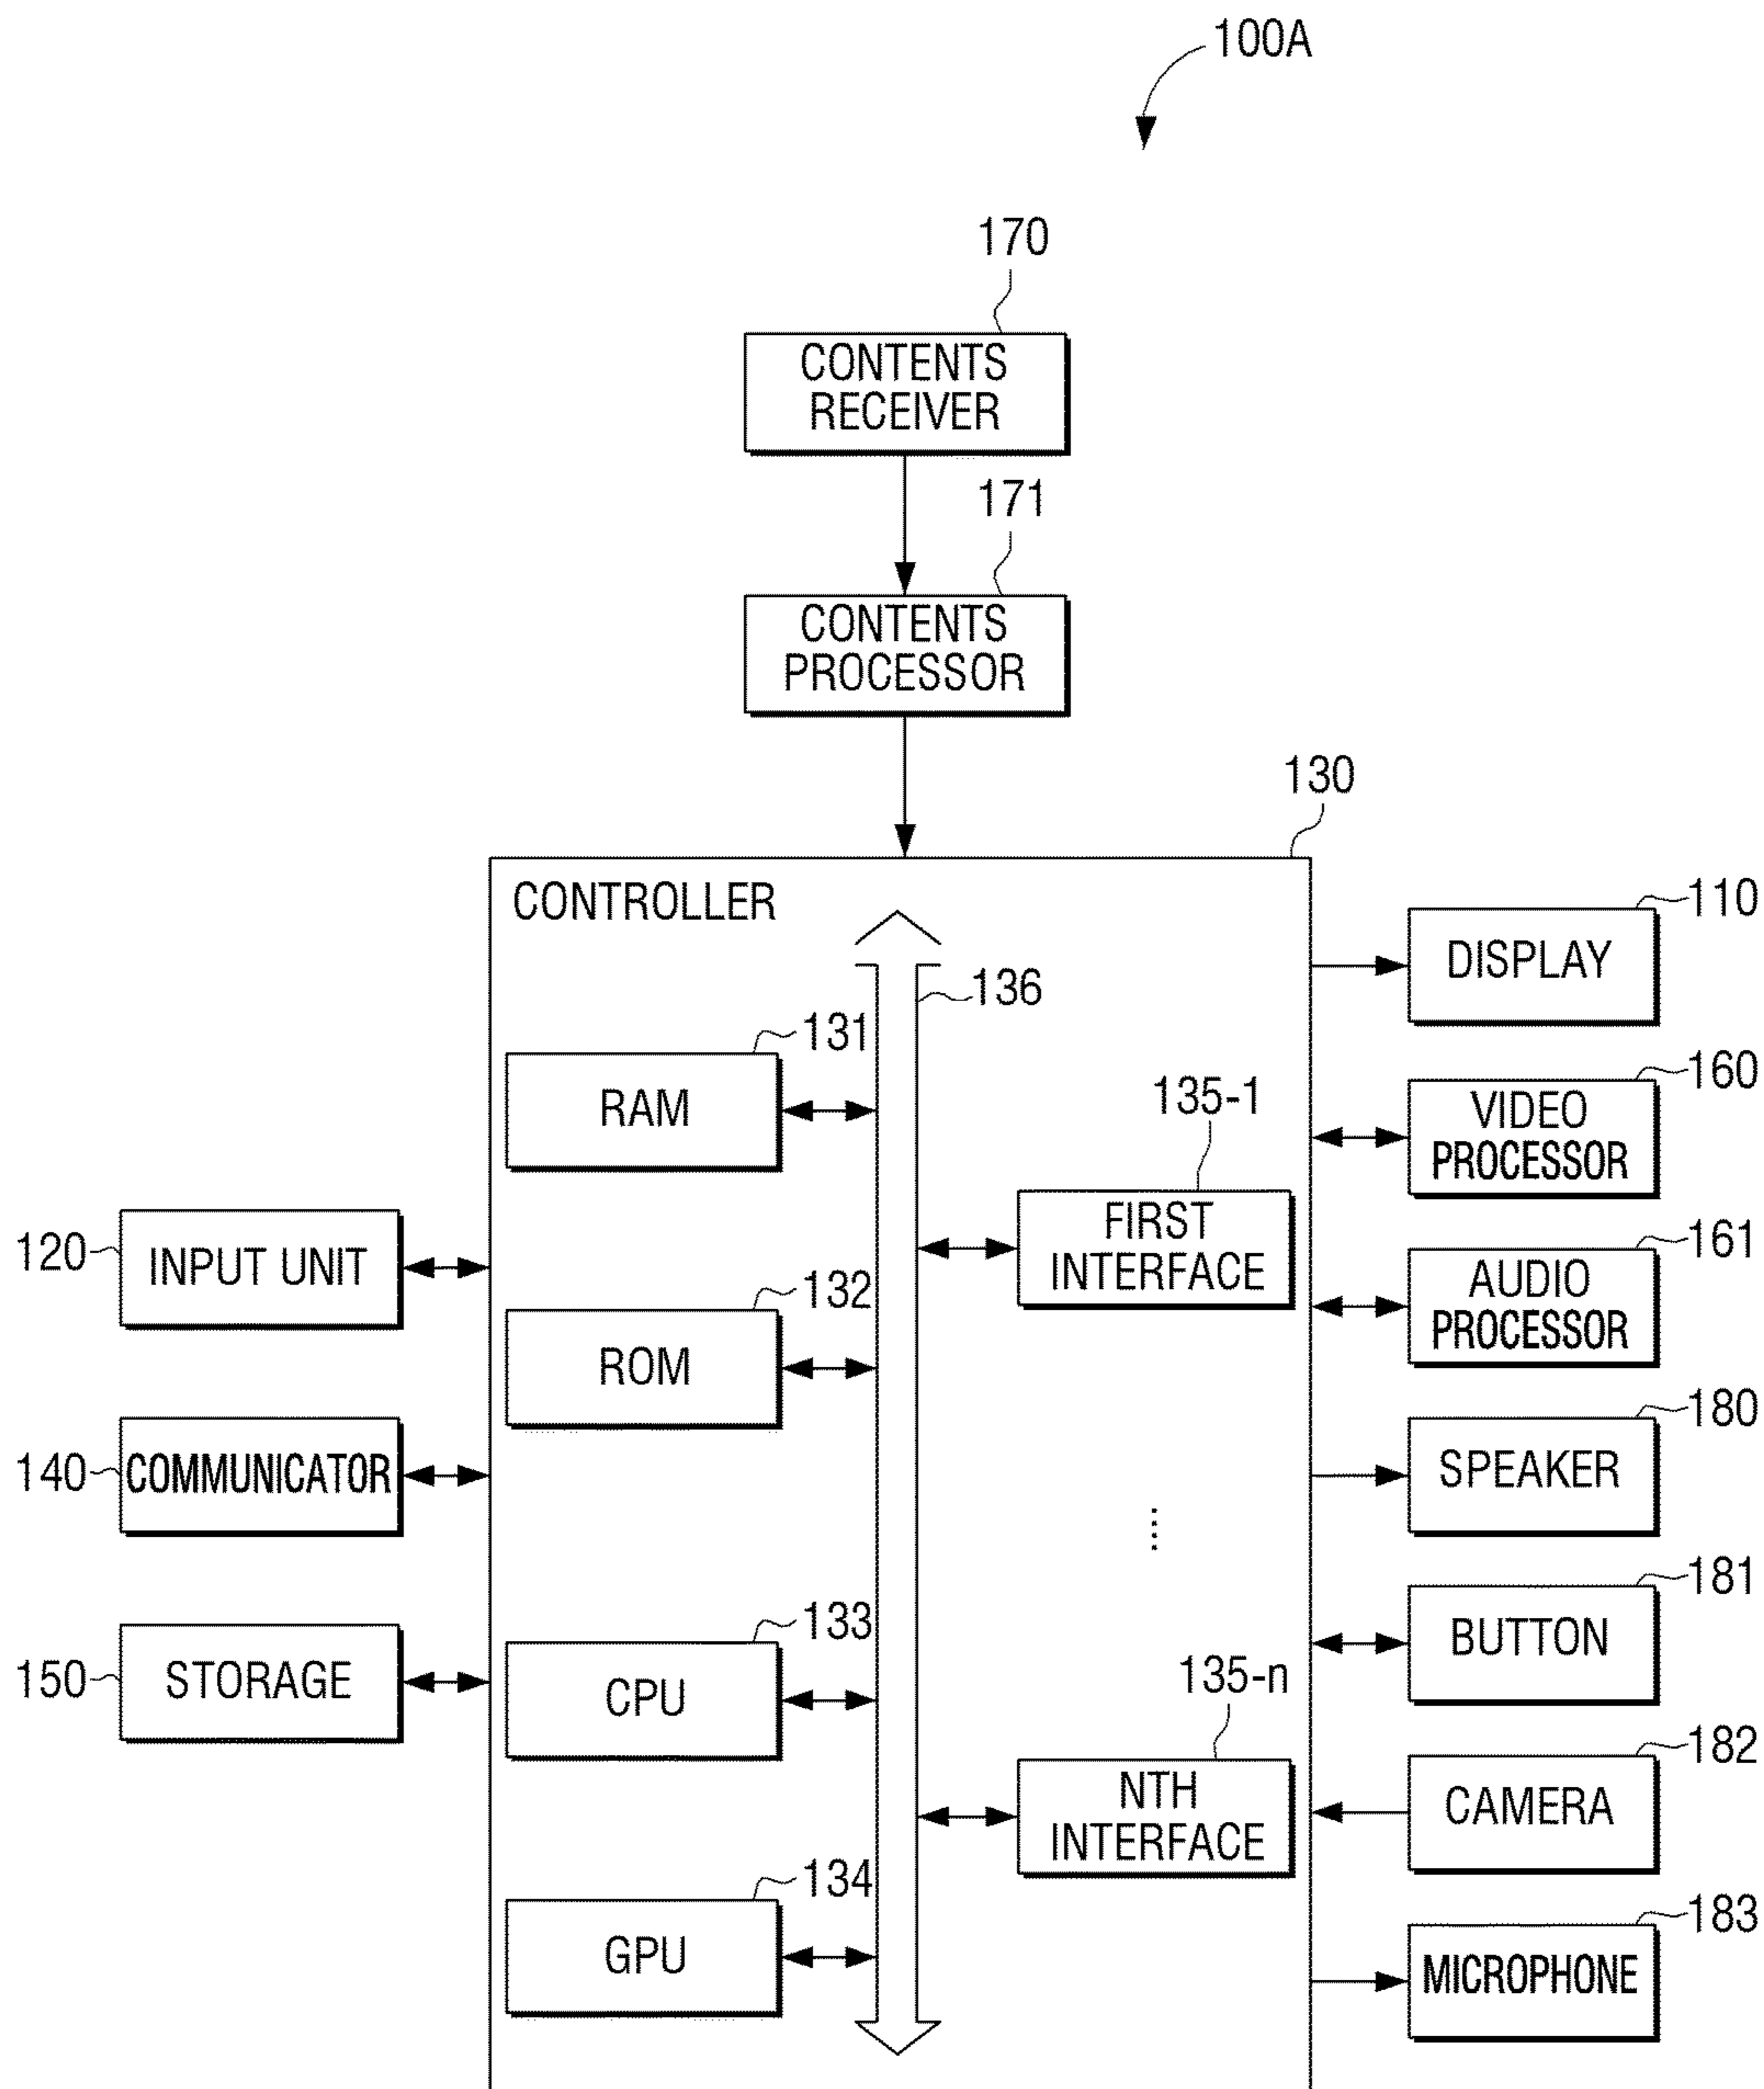 100A
170
CONTENTS
RECEIVER
171
CONTENTS
PROCESSOR
130
CONTROLLER
110
DISPLAY
136
131
RAM
160
VIDEO
PROCESSOR
135-1
FIRST
INTERFACE
120
INPUT UNIT
132
ROM
161
AUDIO
PROCESSOR
140
COMMUNICATOR
180
SPEAKER
150
STORAGE
133
CPU
181
BUTTON
135-n
NTH
INTERFACE
182
CAMERA
134
GPU
183
MICROPHONE